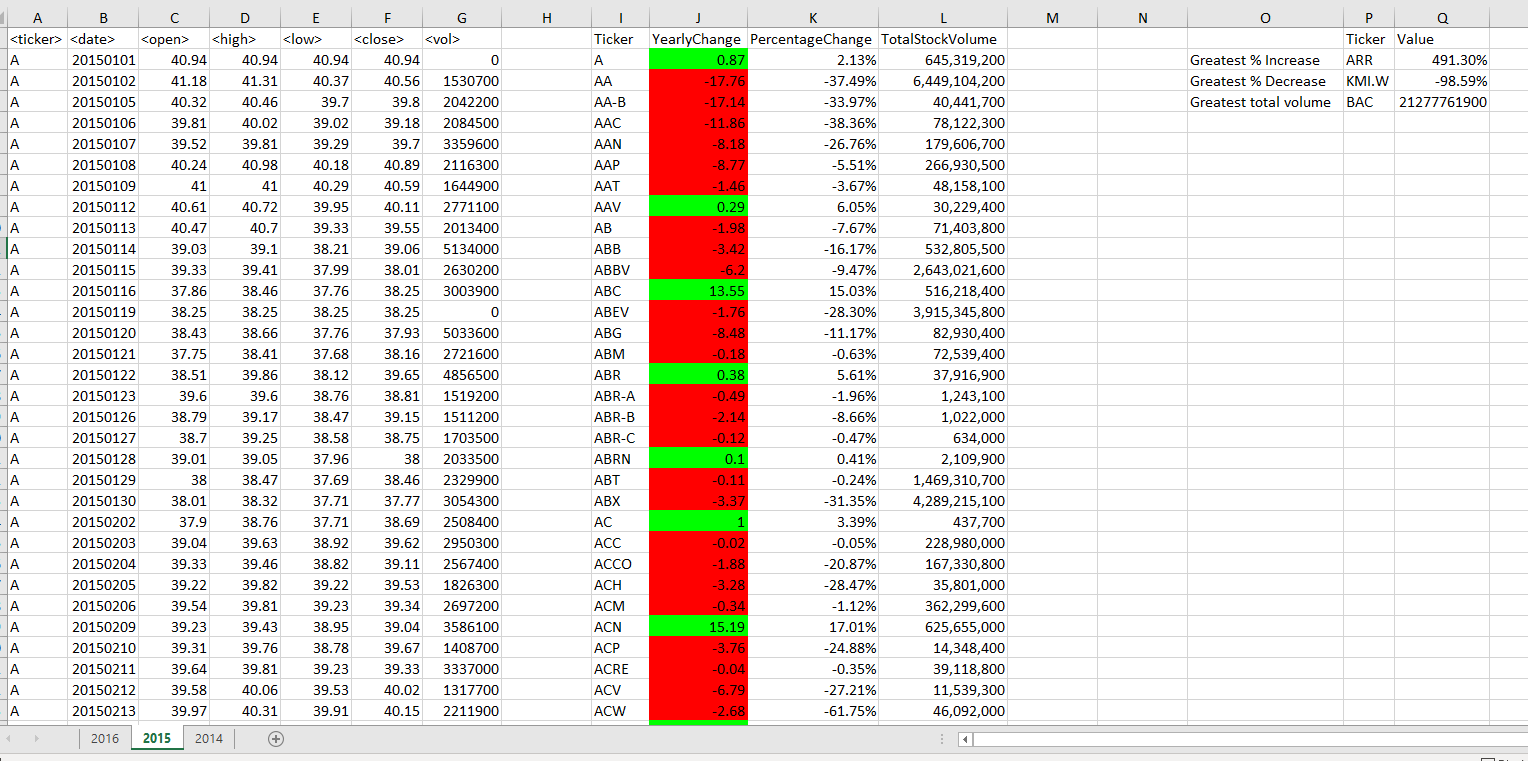 A B C D E F G H I J K L M N O P Q
<ticker> <date> <open> <high> <low> <close> <vol> Ticker YearlyChange PercentageChange TotalStockVolume Ticker Value
A 20150101 40.94 40.94 40.94 40.94 0 A 0.87 2.13% 645,319,200 Greatest % Increase ARR 491.30%
A 20150102 41.18 41.31 40.37 40.56 1530700 AA -17.76 -37.49% 6,449,104,200 Greatest % Decrease KMI.W -98.59%
A 20150105 40.32 40.46 39.7 39.8 2042200 AA-B -17.14 -33.97% 40,441,700 Greatest total volume BAC 21277761900
A 20150106 39.81 40.02 39.02 39.18 2084500 AAC -11.86 -38.36% 78,122,300
A 20150107 39.52 39.81 39.29 39.7 3359600 AAN -8.18 -26.76% 179,606,700
A 20150108 40.24 40.98 40.18 40.89 2116300 AAP -8.77 -5.51% 266,930,500
A 20150109 41 41 40.29 40.59 1644900 AAT -1.46 -3.67% 48,158,100
A 20150112 40.61 40.72 39.95 40.11 2771100 AAV 0.29 6.05% 30,229,400
A 20150113 40.47 40.7 39.33 39.55 2013400 AB -1.98 -7.67% 71,403,800
A 20150114 39.03 39.1 38.21 39.06 5134000 ABB -3.42 -16.17% 532,805,500
A 20150115 39.33 39.41 37.99 38.01 2630200 ABBV -6.2 -9.47% 2,643,021,600
A 20150116 37.86 38.46 37.76 38.25 3003900 ABC 13.55 15.03% 516,218,400
A 20150119 38.25 38.25 38.25 38.25 0 ABEV -1.76 -28.30% 3,915,345,800
A 20150120 38.43 38.66 37.76 37.93 5033600 ABG -8.48 -11.17% 82,930,400
A 20150121 37.75 38.41 37.68 38.16 2721600 ABM -0.18 -0.63% 72,539,400
A 20150122 38.51 39.86 38.12 39.65 4856500 ABR 0.38 5.61% 37,916,900
A 20150123 39.6 39.6 38.76 38.81 1519200 ABR-A -0.49 -1.96% 1,243,100
A 20150126 38.79 39.17 38.47 39.15 1511200 ABR-B -2.14 -8.66% 1,022,000
A 20150127 38.7 39.25 38.58 38.75 1703500 ABR-C -0.12 -0.47% 634,000
A 20150128 39.01 39.05 37.96 38 2033500 ABRN 0.1 0.41% 2,109,900
A 20150129 38 38.47 37.69 38.46 2329900 ABT -0.11 -0.24% 1,469,310,700
A 20150130 38.01 38.32 37.71 37.77 3054300 ABX -3.37 -31.35% 4,289,215,100
A 20150202 37.9 38.76 37.71 38.69 2508400 AC 1 3.39% 437,700
A 20150203 39.04 39.63 38.92 39.62 2950300 ACC -0.02 -0.05% 228,980,000
A 20150204 39.33 39.46 38.82 39.11 2567400 ACCO -1.88 -20.87% 167,330,800
A 20150205 39.22 39.82 39.22 39.53 1826300 ACH -3.28 -28.47% 35,801,000
A 20150206 39.54 39.81 39.23 39.34 2697200 ACM -0.34 -1.12% 362,299,600
A 20150209 39.23 39.43 38.95 39.04 3586100 ACN 15.19 17.01% 625,655,000
A 20150210 39.31 39.76 38.78 39.67 1408700 ACP -3.76 -24.88% 14,348,400
A 20150211 39.64 39.81 39.23 39.33 3337000 ACRE -0.04 -0.35% 39,118,800
A 20150212 39.58 40.06 39.53 40.02 1317700 ACV -6.79 -27.21% 11,539,300
A 20150213 39.97 40.31 39.91 40.15 2211900 ACW -2.68 -61.75% 46,092,000
2016 2015 2014